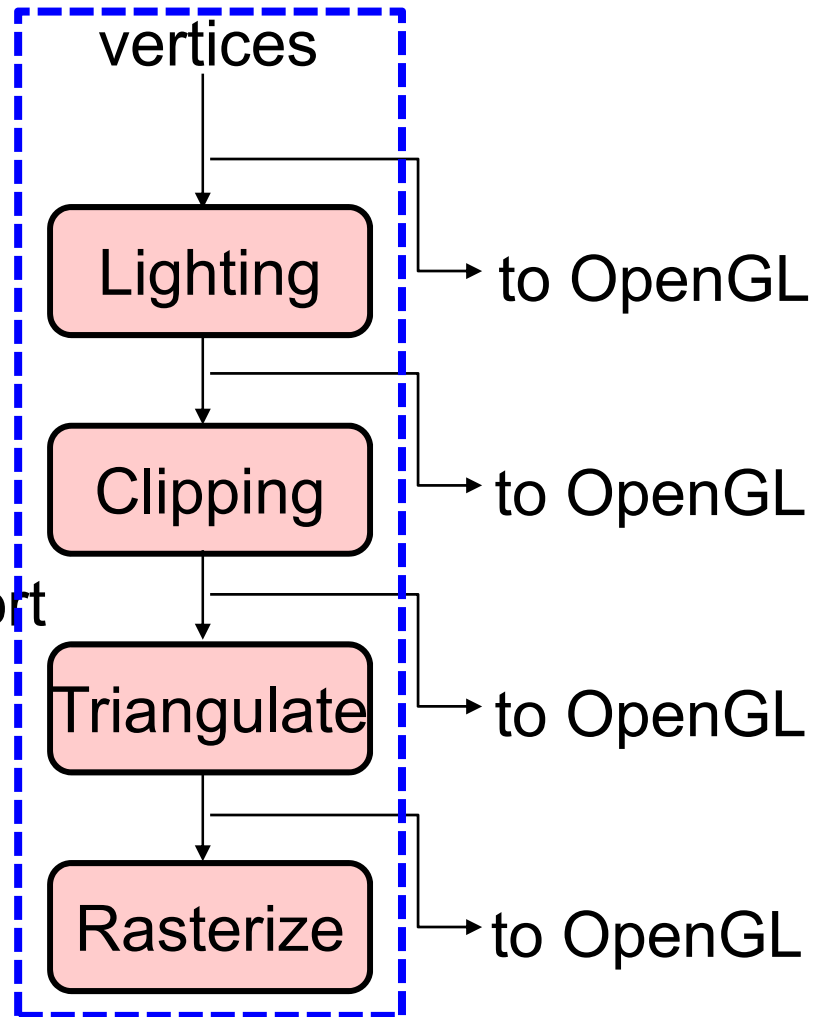 vertices
Lighting
to OpenGL
Clipping
to OpenGL
Triangulate
to OpenGL
Rasterize
to OpenGL